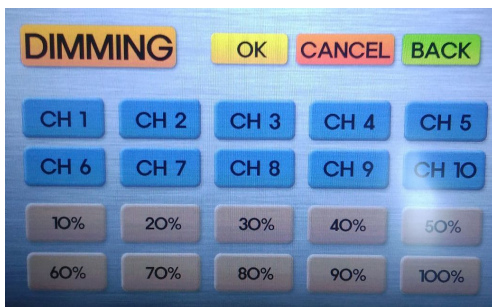 DIMMING OK CANCEL BACK
CH 1 CH 2 CH 3 CH 4 CH 5
CH 6 CH 7 CH 8 CH 9 CH 10
10% 20% 30% 40% 50%
60% 70% 80% 90% 100%